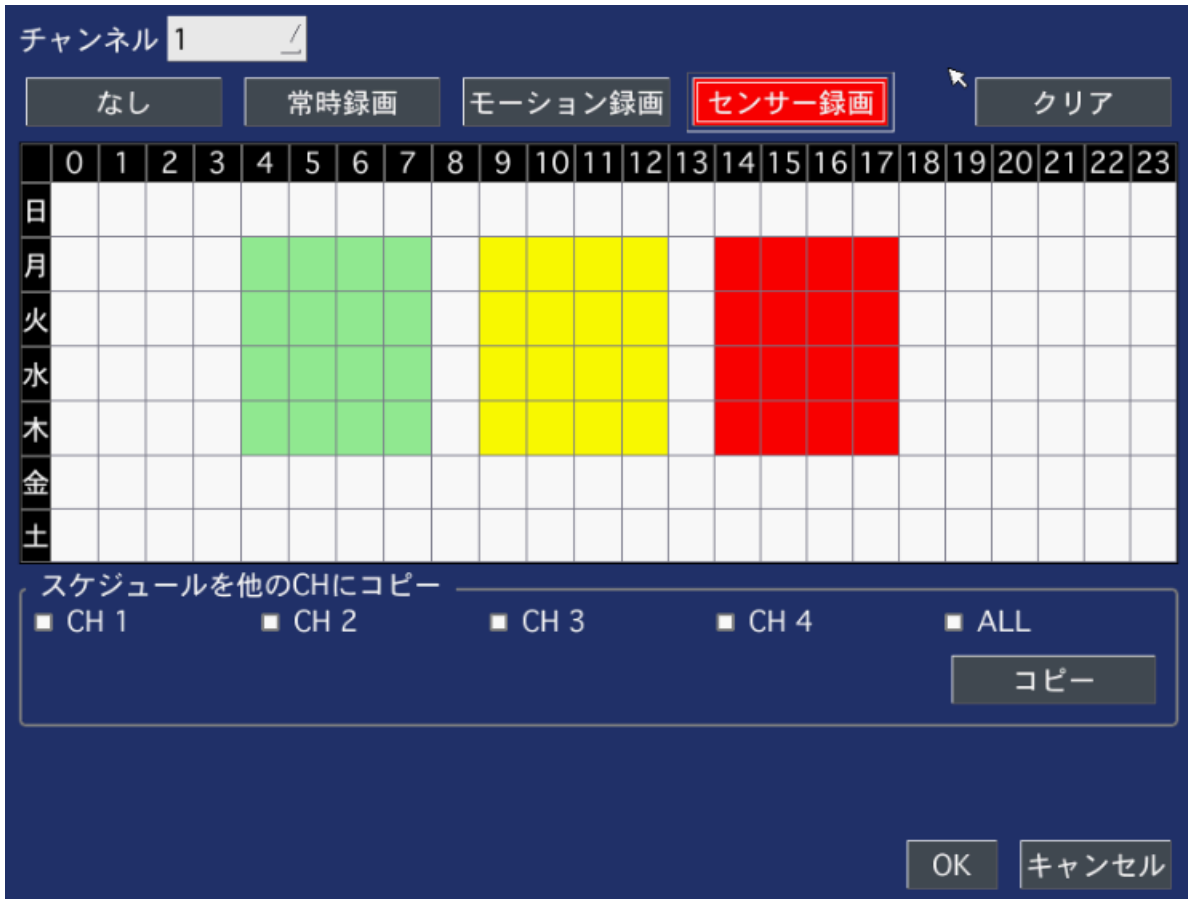 チャンネル 1
なし 常時録画 モーション録画 センサー録画 クリア
0 1 2 3 4 5 6 7 8 9 10 11 12 13 14 15 16 17 18 19 20 21 22 23
日
月
火
水
木
金
土
スケジュールを他のCHにコピー
CH 1 CH 2 CH 3 CH 4 ALL
コピー
OK キャンセル